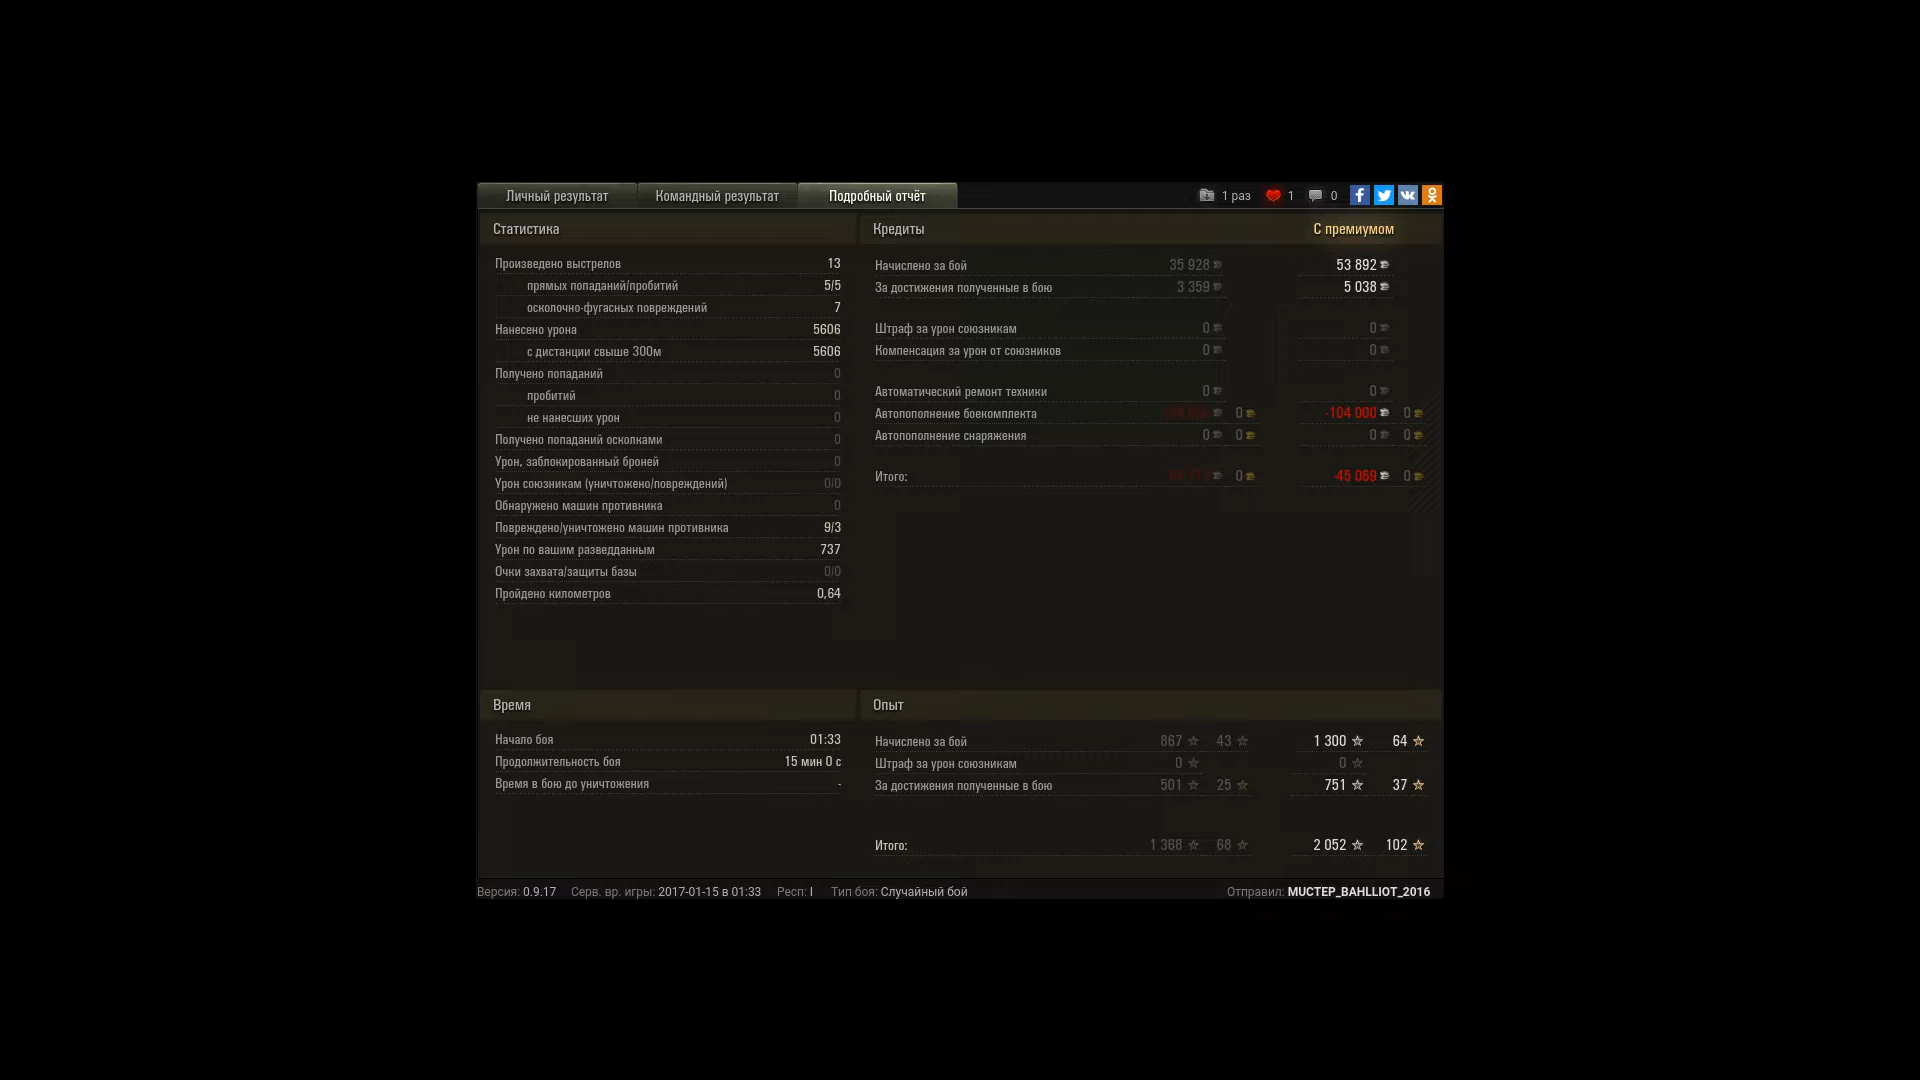 Личный результат Командный результат Подробный отчёт 1 раз 1 0
Статистика
Произведено выстрелов 13
прямых попаданий/пробитий 5/5
осколочно-фугасных повреждений 7
Нанесено урона 5606
с дистанции свыше 300м 5606
Получено попаданий 0
пробитий 0
не нанесших урон 0
Получено попаданий осколками 0
Урон, заблокированный броней 0
Урон союзникам (уничтожено/повреждений) 0/0
Обнаружено машин противника 0
Повреждено/уничтожено машин противника 9/3
Урон по вашим разведданным 737
Очки захвата/защиты базы 0/0
Пройдено километров 0,64
Кредиты С премиумом
Начислено за бой 35 928 53 892
За достижения полученные в бою 3 359 5 038
Штраф за урон союзникам 0 0
Компенсация за урон от союзников 0 0
Автоматический ремонт техники 0 0
Автопополнение боекомплекта 0 -104 000 0
Автопополнение снаряжения 0 0 0 0
Итого: 0 -45 069 0
Время
Начало боя 01:33
Продолжительность боя 15 мин 0 с
Время в бою до уничтожения -
Опыт
Начислено за бой 867 43 1 300 64
Штраф за урон союзникам 0 0
За достижения полученные в бою 501 25 751 37
Итого: 1 368 68 2 052 102
Версия: 0.9.17 Серв. вр. игры: 2017-01-15 в 01:33 Респ: I Тип боя: Случайный бой Отправил: MUCTEP_BAHLLIOT_2016